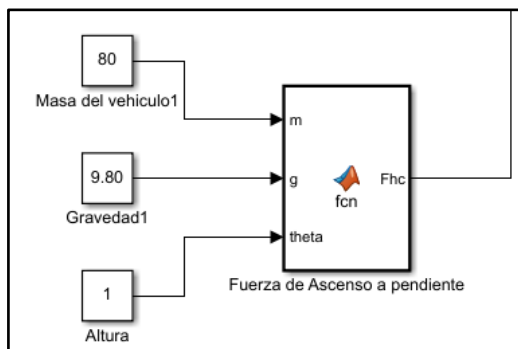 80
Masa del vehiculo1
m
9.80
Gravedad1
g
fcn
Fhc
theta
1
Altura
Fuerza de Ascenso a pendiente